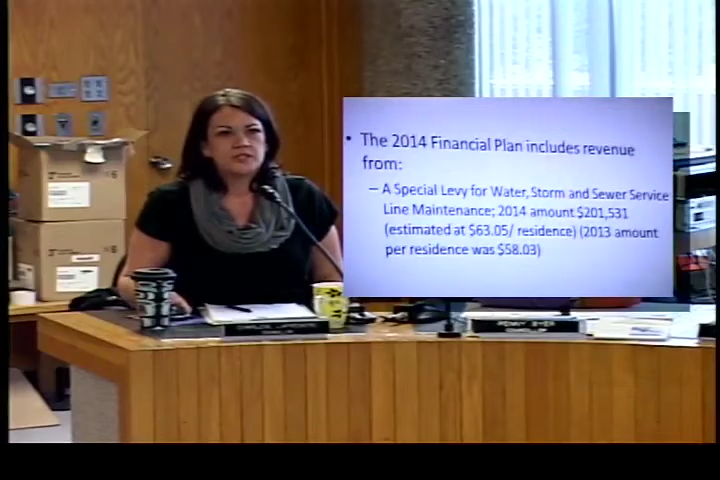 • The 2014 Financial Plan includes revenue
from:
– A Special Levy for Water, Storm and Sewer Service
Line Maintenance; 2014 amount $201,531
(estimated at $63.05/ residence) (2013 amount
per residence was $58.03)